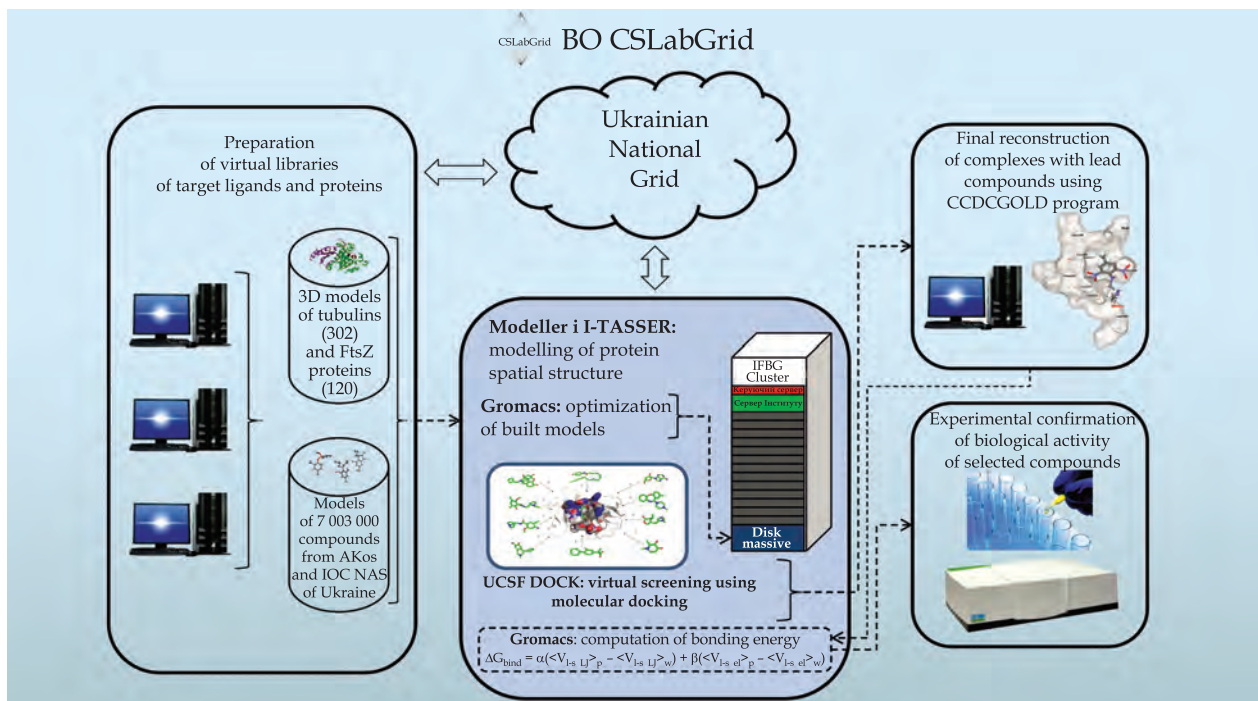 CSLabGrid BO CSLabGrid
Ukrainian
National
Grid
Preparation
of virtual libraries
of target ligands and proteins
3D models
of tubulins
(302)
and FtsZ
proteins
(120)
Models
of 7 003 000
compounds
from AKos
and IOC NAS
of Ukraine
Modeller i I-TASSER:
modelling of protein
spatial structure
Gromacs: optimization
of built models
IFBG
Cluster
Керуючий сервер
Сервер Інституту
Disk
massive
UCSF DOCK: virtual screening using
molecular docking
Gromacs: computation of bonding energy
ΔG_bind = α(<V_l-s LJ>_p – <V_l-s LJ>_w) + β(<V_l-s el>_p – <V_l-s el>_w)
Final reconstruction
of complexes with lead
compounds using
CCDCGOLD program
Experimental confirmation
of biological activity
of selected compounds